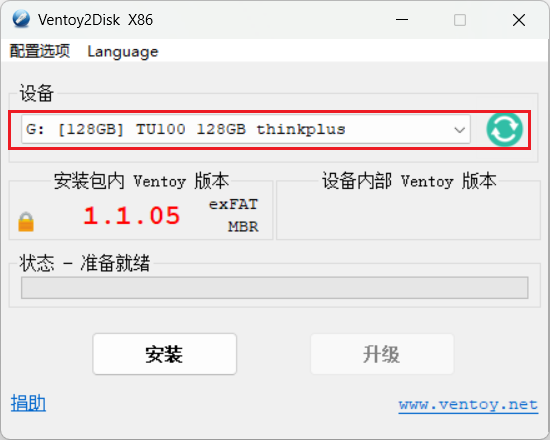 Ventoy2Disk X86
配置选项 Language
设备
G: [128GB] TU100 128GB thinkplus
安装包内 Ventoy 版本
设备内部 Ventoy 版本
1.1.05
exFAT
MBR
状态 - 准备就绪
安装
升级
捐助
www.ventoy.net